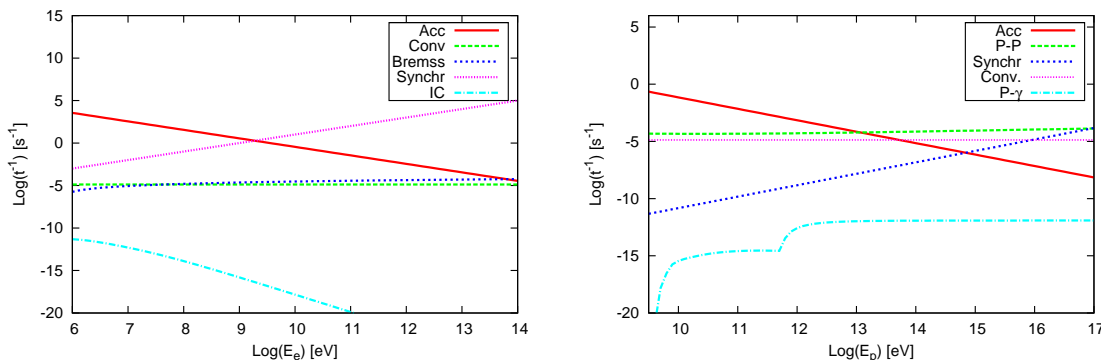 15
10
5
0
-5
-10
-15
-20
6 7 8 9 10 11 12 13 14
Log(t⁻¹) [s⁻¹]
Log(Eₑ) [eV]
Acc
Conv
Bremss
Synchr
IC
5
0
-5
-10
-15
-20
10 11 12 13 14 15 16 17
Log(t⁻¹) [s⁻¹]
Log(Eₚ) [eV]
Acc
P-P
Synchr
Conv.
P-γ